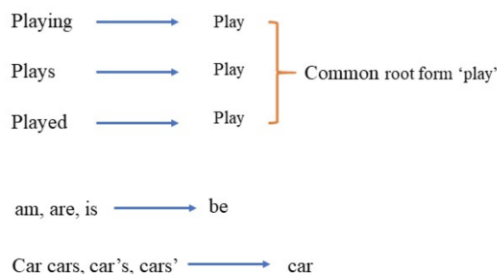 Playing Play
Plays Play
Common root form ‘play’
Played Play
am, are, is be
Car cars, car’s, cars’ car